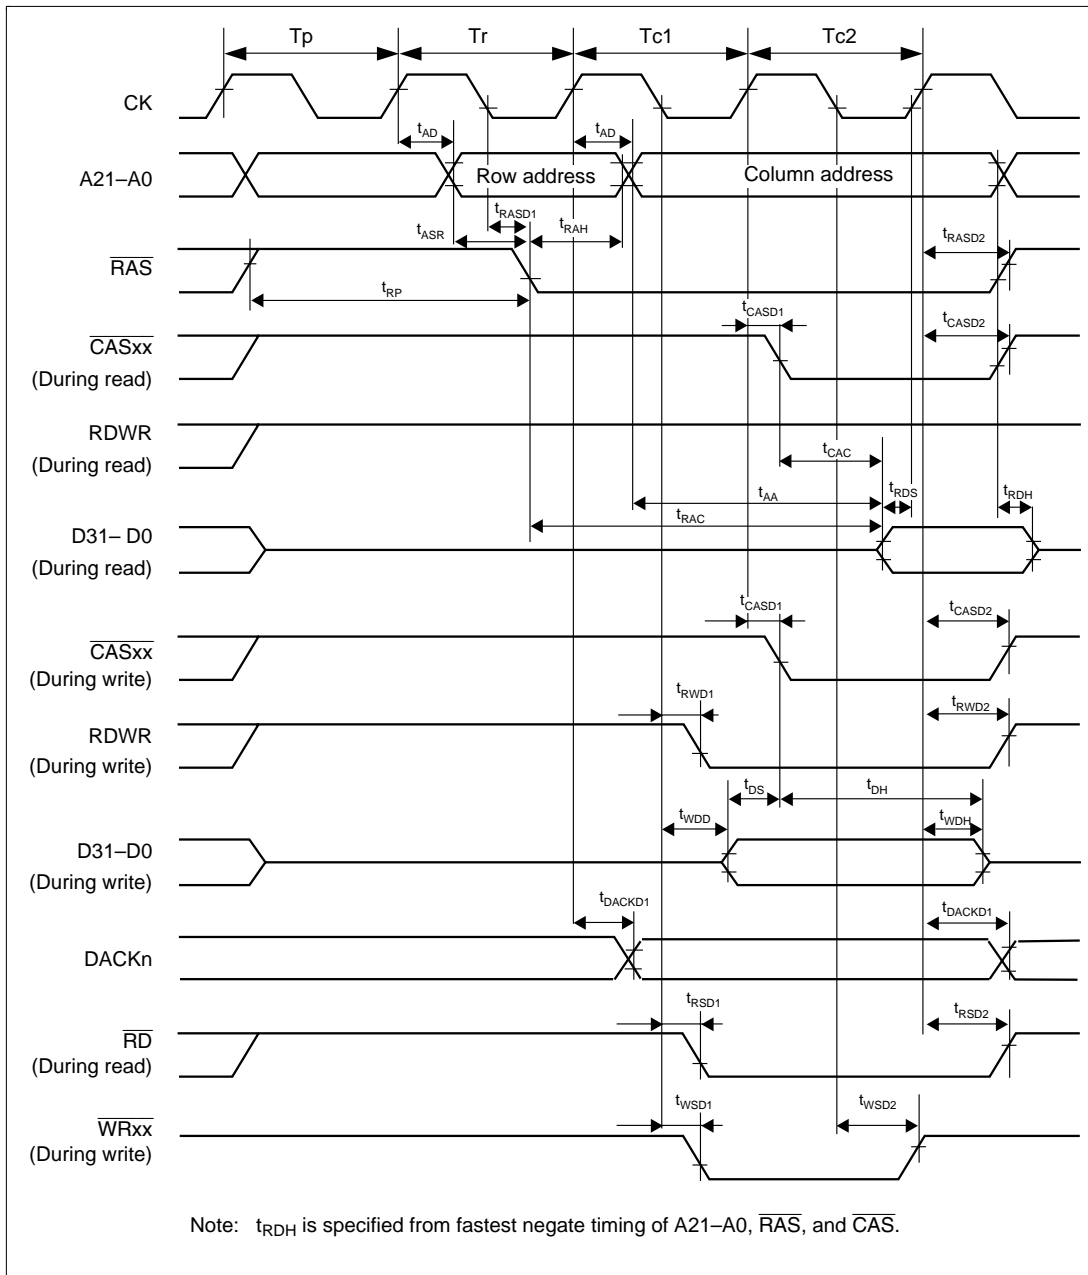 Tp Tr Tc1 Tc2
CK
tAD tAD
A21–A0 Row address Column address
tRASD1
tASR tRAH tRASD2
RAS
tRP
tCASD1 tCASD2
CASxx
(During read)
RDWR
(During read)
tCAC
tAA tRDS tRDH
tRAC
D31– D0
(During read)
tCASD1 tCASD2
CASxx
(During write)
tRWD1 tRWD2
RDWR
(During write)
tDS tDH
tWDD tWDH
D31–D0
(During write)
tDACKD1 tDACKD1
DACKn
tRSD1 tRSD2
RD
(During read)
tWSD1 tWSD2
WRxx
(During write)
Note: tRDH is specified from fastest negate timing of A21–A0, RAS, and CAS.